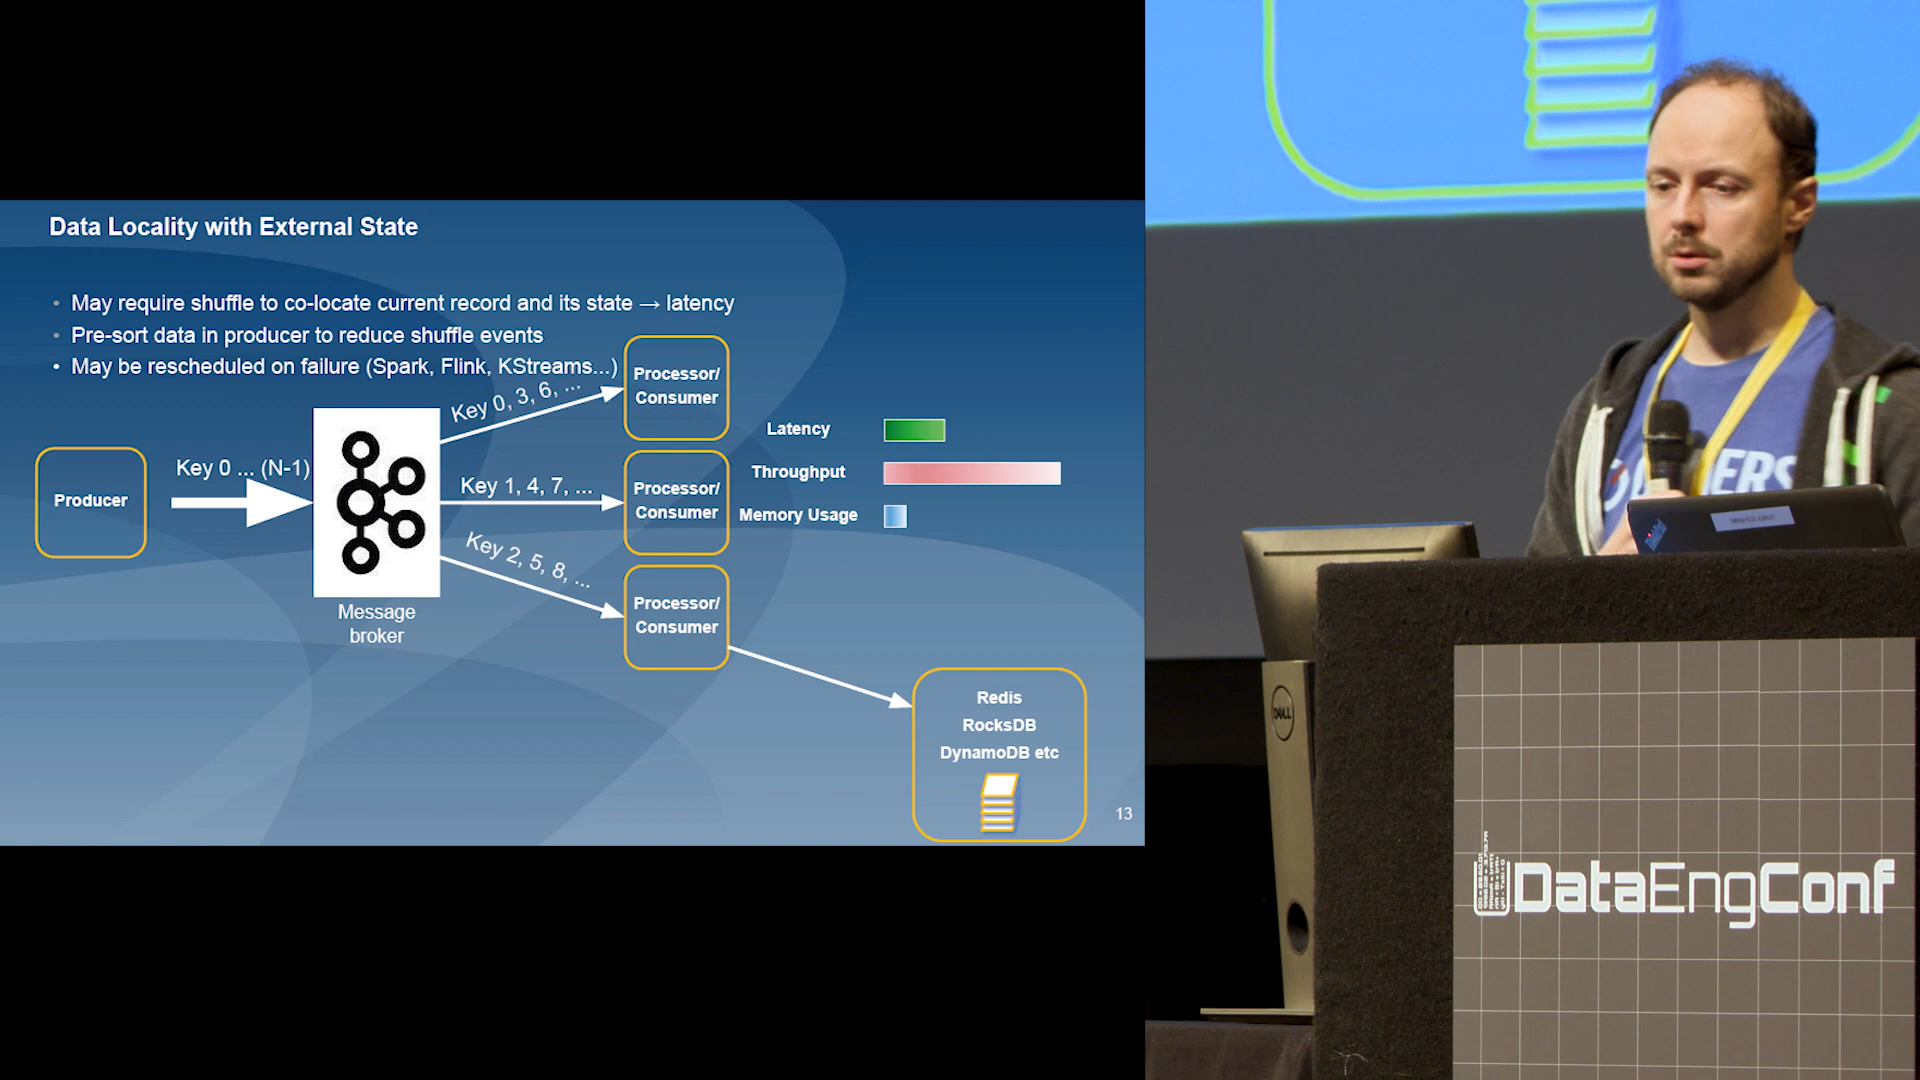 Data Locality with External State
• May require shuffle to co-locate current record and its state → latency
• Pre-sort data in producer to reduce shuffle events
• May be rescheduled on failure (Spark, Flink, KStreams...)
Producer
Key 0 ... (N-1)
Message
broker
Key 0, 3, 6, ...
Key 1, 4, 7, ...
Key 2, 5, 8, ...
Processor/
Consumer
Processor/
Consumer
Processor/
Consumer
Latency
Throughput
Memory Usage
Redis
RocksDB
DynamoDB etc
13
DELL
DataEngConf